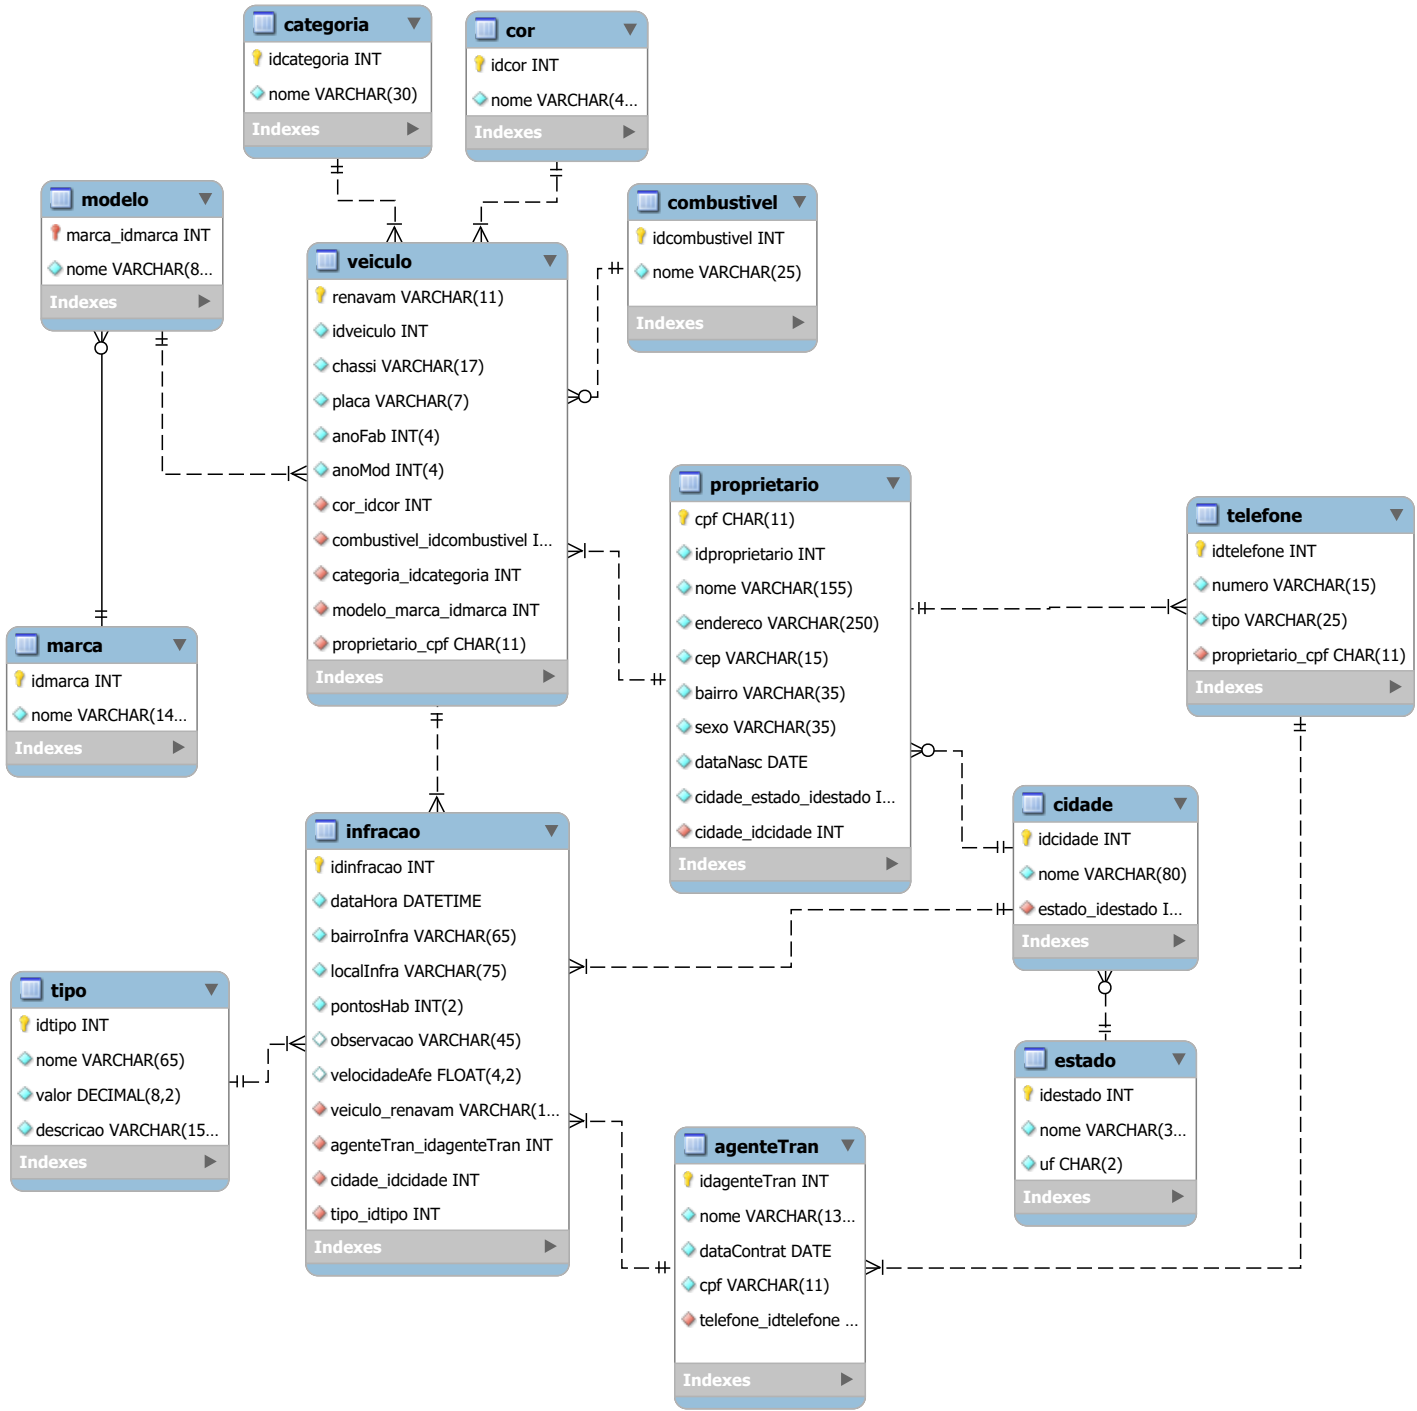 categoria
idcategoria INT
nome VARCHAR(30)
Indexes
cor
idcor INT
nome VARCHAR(4...
Indexes
modelo
marca_idmarca INT
nome VARCHAR(8...
Indexes
combustivel
idcombustivel INT
nome VARCHAR(25)
Indexes
veiculo
renavam VARCHAR(11)
idveiculo INT
chassi VARCHAR(17)
placa VARCHAR(7)
anoFab INT(4)
anoMod INT(4)
cor_idcor INT
combustivel_idcombustivel I...
categoria_idcategoria INT
modelo_marca_idmarca INT
proprietario_cpf CHAR(11)
Indexes
proprietario
cpf CHAR(11)
idproprietario INT
nome VARCHAR(155)
endereco VARCHAR(250)
cep VARCHAR(15)
bairro VARCHAR(35)
sexo VARCHAR(35)
dataNasc DATE
cidade_estado_idestado I...
cidade_idcidade INT
Indexes
telefone
idtelefone INT
numero VARCHAR(15)
tipo VARCHAR(25)
proprietario_cpf CHAR(11)
Indexes
marca
idmarca INT
nome VARCHAR(14...
Indexes
cidade
idcidade INT
nome VARCHAR(80)
estado_idestado I...
Indexes
infracao
idinfracao INT
dataHora DATETIME
bairroInfra VARCHAR(65)
localInfra VARCHAR(75)
pontosHab INT(2)
observacao VARCHAR(45)
velocidadeAfe FLOAT(4,2)
veiculo_renavam VARCHAR(1...
agenteTran_idagenteTran INT
cidade_idcidade INT
tipo_idtipo INT
Indexes
tipo
idtipo INT
nome VARCHAR(65)
valor DECIMAL(8,2)
descricao VARCHAR(15...
Indexes
estado
idestado INT
nome VARCHAR(3...
uf CHAR(2)
Indexes
agenteTran
idagenteTran INT
nome VARCHAR(13...
dataContrat DATE
cpf VARCHAR(11)
telefone_idtelefone ...
Indexes